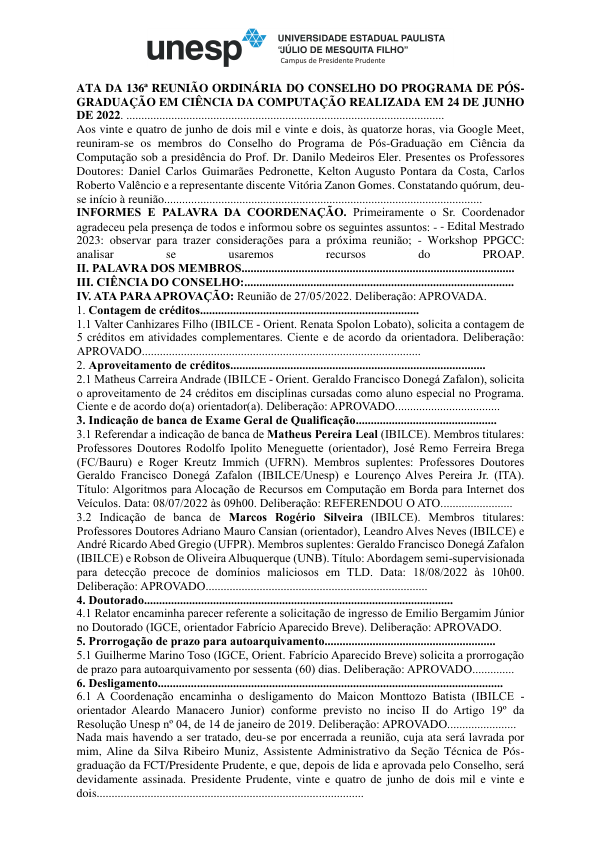 unesp
UNIVERSIDADE ESTADUAL PAULISTA
"JÚLIO DE MESQUITA FILHO"
Campus de Presidente Prudente
ATA DA 136ª REUNIÃO ORDINÁRIA DO CONSELHO DO PROGRAMA DE PÓS-
GRADUAÇÃO EM CIÊNCIA DA COMPUTAÇÃO REALIZADA EM 24 DE JUNHO
DE 2022. ..........................................................................................................
Aos vinte e quatro de junho de dois mil e vinte e dois, às quatorze horas, via Google Meet,
reuniram-se os membros do Conselho do Programa de Pós-Graduação em Ciência da
Computação sob a presidência do Prof. Dr. Danilo Medeiros Eler. Presentes os Professores
Doutores: Daniel Carlos Guimarães Pedronette, Kelton Augusto Pontara da Costa, Carlos
Roberto Valêncio e a representante discente Vitória Zanon Gomes. Constatando quórum, deu-
se início à reunião..........................................................................................................
INFORMES E PALAVRA DA COORDENAÇÃO. Primeiramente o Sr. Coordenador
agradeceu pela presença de todos e informou sobre os seguintes assuntos: - - Edital Mestrado
2023: observar para trazer considerações para a próxima reunião; - Workshop PPGCC:
analisar se usaremos recursos do PROAP.
II. PALAVRA DOS MEMBROS..........................................................................................
III. CIÊNCIA DO CONSELHO:..........................................................................................
IV. ATA PARA APROVAÇÃO: Reunião de 27/05/2022. Deliberação: APROVADA.
1. Contagem de créditos.........................................................................
1.1 Valter Canhizares Filho (IBILCE - Orient. Renata Spolon Lobato), solicita a contagem de
5 créditos em atividades complementares. Ciente e de acordo da orientadora. Deliberação:
APROVADO.............................................................................................
2. Aproveitamento de créditos.....................................................................................
2.1 Matheus Carreira Andrade (IBILCE - Orient. Geraldo Francisco Donegá Zafalon), solicita
o aproveitamento de 24 créditos em disciplinas cursadas como aluno especial no Programa.
Ciente e de acordo do(a) orientador(a). Deliberação: APROVADO...................................
3. Indicação de banca de Exame Geral de Qualificação...............................................
3.1 Referendar a indicação de banca de Matheus Pereira Leal (IBILCE). Membros titulares:
Professores Doutores Rodolfo Ipolito Meneguette (orientador), José Remo Ferreira Brega
(FC/Bauru) e Roger Kreutz Immich (UFRN). Membros suplentes: Professores Doutores
Geraldo Francisco Donegá Zafalon (IBILCE/Unesp) e Lourenço Alves Pereira Jr. (ITA).
Título: Algoritmos para Alocação de Recursos em Computação em Borda para Internet dos
Veículos. Data: 08/07/2022 às 09h00. Deliberação: REFERENDOU O ATO........................
3.2 Indicação de banca de Marcos Rogério Silveira (IBILCE). Membros titulares:
Professores Doutores Adriano Mauro Cansian (orientador), Leandro Alves Neves (IBILCE) e
André Ricardo Abed Gregio (UFPR). Membros suplentes: Geraldo Francisco Donegá Zafalon
(IBILCE) e Robson de Oliveira Albuquerque (UNB). Título: Abordagem semi-supervisionada
para detecção precoce de domínios maliciosos em TLD. Data: 18/08/2022 às 10h00.
Deliberação: APROVADO..........................................................................
4. Doutorado.......................................................................................................
4.1 Relator encaminha parecer referente a solicitação de ingresso de Emilio Bergamim Júnior
no Doutorado (IGCE, orientador Fabrício Aparecido Breve). Deliberação: APROVADO.
5. Prorrogação de prazo para autoarquivamento.........................................................
5.1 Guilherme Marino Toso (IGCE, Orient. Fabrício Aparecido Breve) solicita a prorrogação
de prazo para autoarquivamento por sessenta (60) dias. Deliberação: APROVADO..............
6. Desligamento...................................................................................................................
6.1 A Coordenação encaminha o desligamento do Maicon Monttozo Batista (IBILCE -
orientador Aleardo Manacero Junior) conforme previsto no inciso II do Artigo 19º da
Resolução Unesp nº 04, de 14 de janeiro de 2019. Deliberação: APROVADO.......................
Nada mais havendo a ser tratado, deu-se por encerrada a reunião, cuja ata será lavrada por
mim, Aline da Silva Ribeiro Muniz, Assistente Administrativo da Seção Técnica de Pós-
graduação da FCT/Presidente Prudente, e que, depois de lida e aprovada pelo Conselho, será
devidamente assinada. Presidente Prudente, vinte e quatro de junho de dois mil e vinte e
dois.........................................................................................